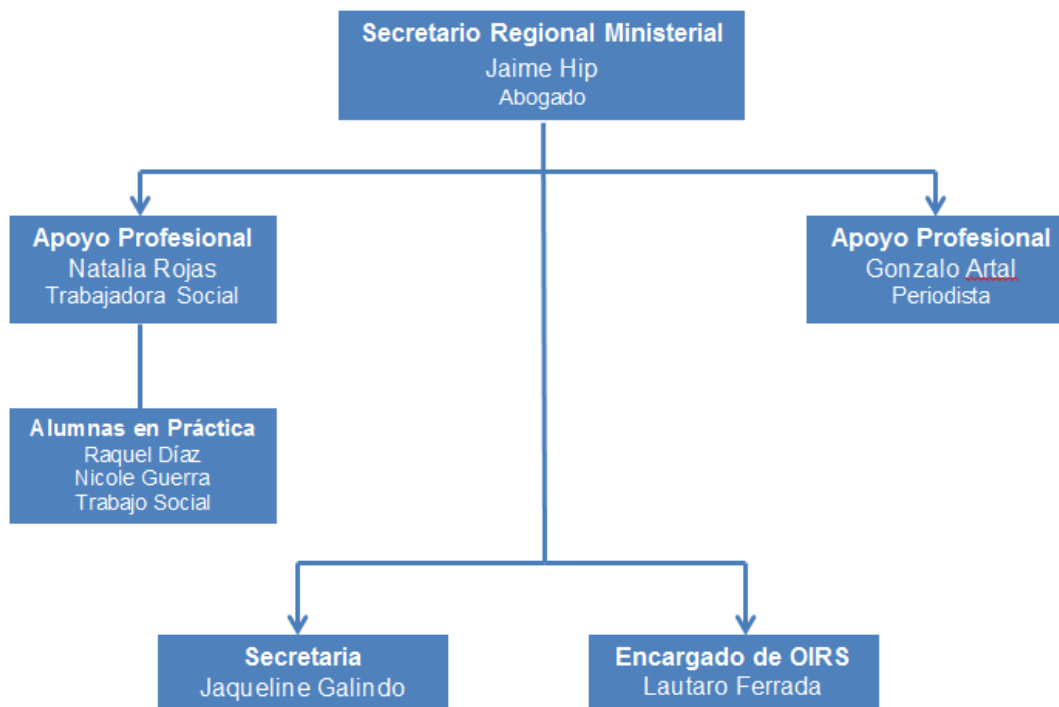 Secretario Regional Ministerial
Jaime Hip
Abogado
Apoyo Profesional
Natalia Rojas
Trabajadora Social
Apoyo Profesional
Gonzalo Artal
Periodista
Alumnas en Práctica
Raquel Díaz
Nicole Guerra
Trabajo Social
Secretaria
Jaqueline Galindo
Encargado de OIRS
Lautaro Ferrada